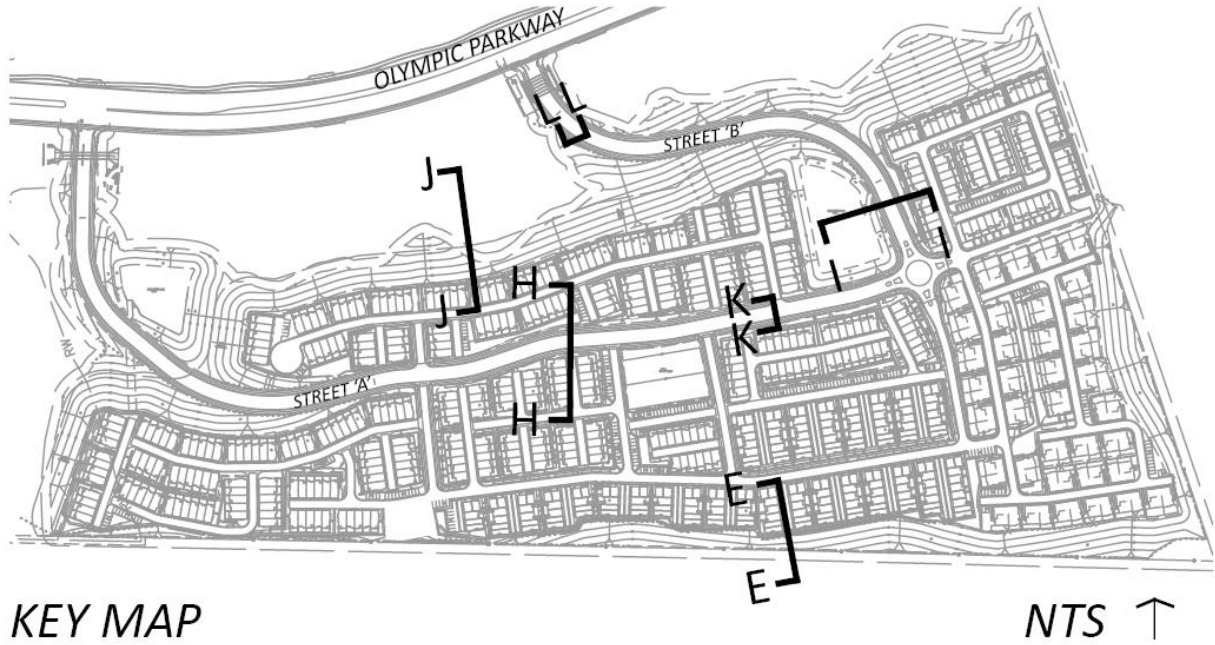 OLYMPIC PARKWAY
L L
STREET 'B'
J
H
J
K
K
STREET 'A'
H
E
E
KEY MAP
NTS